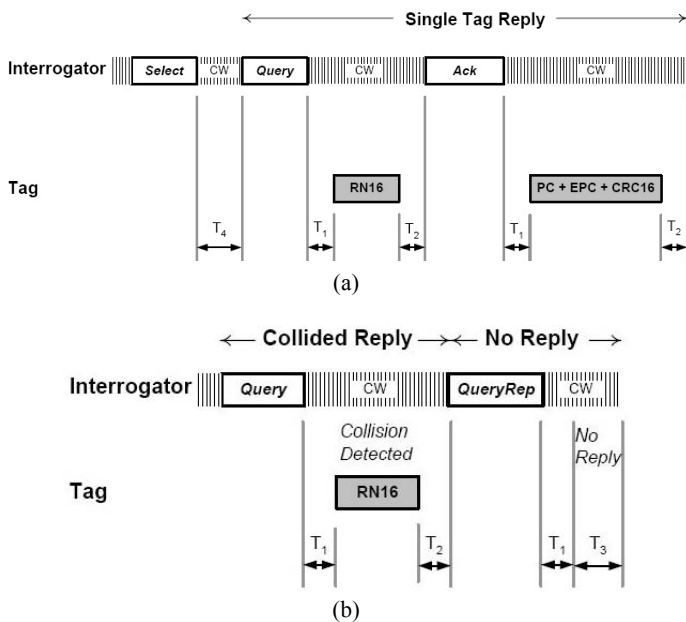 Single Tag Reply
Interrogator Select CW Query CW Ack CW
Tag RN16 PC + EPC + CRC16
T4 T1 T2 T1 T2
(a)
Collided Reply No Reply
Interrogator Query CW QueryRep CW
Collision Detected No Reply
Tag RN16
T1 T2 T1 T3
(b)